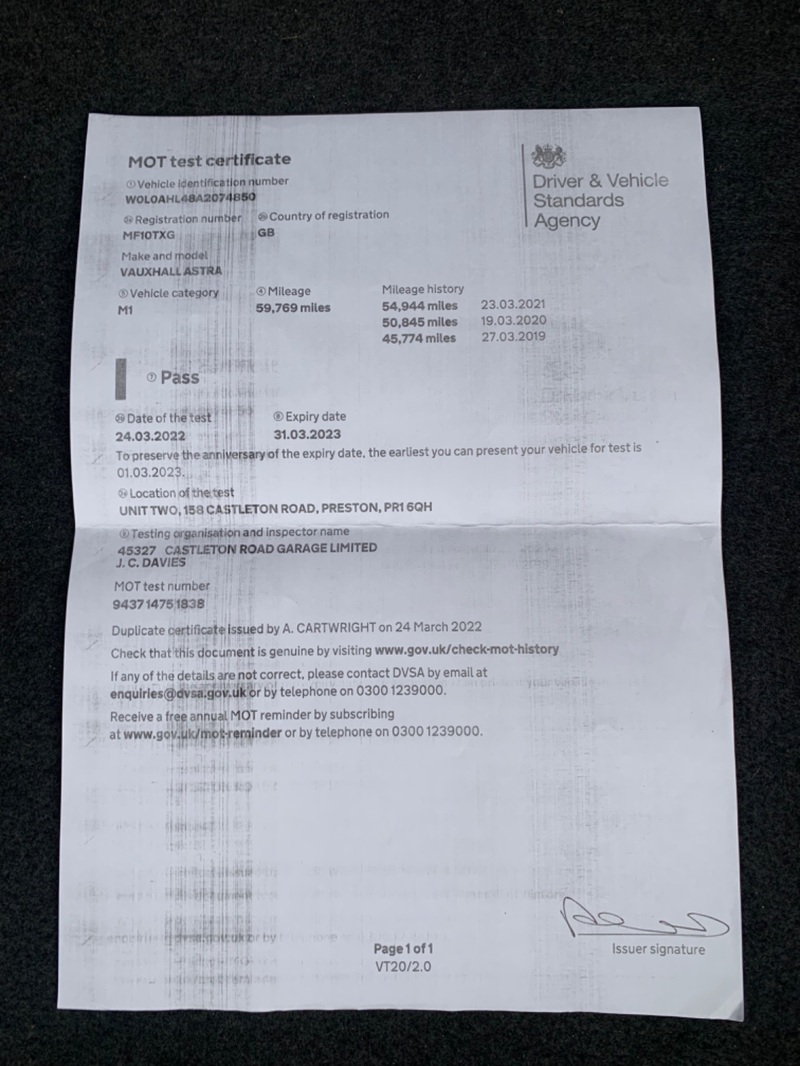 MOT test certificate
Driver & Vehicle
Standards
Agency
① Vehicle identification number
W0L0AHL48A2074850
Registration number
Country of registration
MF10TXG
GB
Make and model
VAUXHALL ASTRA
⑤ Vehicle category
④ Mileage
Mileage history
M1
59,769 miles
54,944 miles 23.03.2021
50,845 miles 19.03.2020
45,774 miles 27.03.2019
⑦ Pass
Date of the test
⑧ Expiry date
24.03.2022
31.03.2023
To preserve the anniversary of the expiry date, the earliest you can present your vehicle for test is
01.03.2023.
Location of the test
UNIT TWO, 158 CASTLETON ROAD, PRESTON, PR1 6QH
Testing organisation and inspector name
45327 CASTLETON ROAD GARAGE LIMITED
J. C. DAVIES
MOT test number
9437 1475 1838
Duplicate certificate issued by A. CARTWRIGHT on 24 March 2022
Check that this document is genuine by visiting www.gov.uk/check-mot-history
If any of the details are not correct, please contact DVSA by email at
enquiries@dvsa.gov.uk or by telephone on 0300 1239000.
Receive a free annual MOT reminder by subscribing
at www.gov.uk/mot-reminder or by telephone on 0300 1239000.
Page 1 of 1
VT20/2.0
Issuer signature